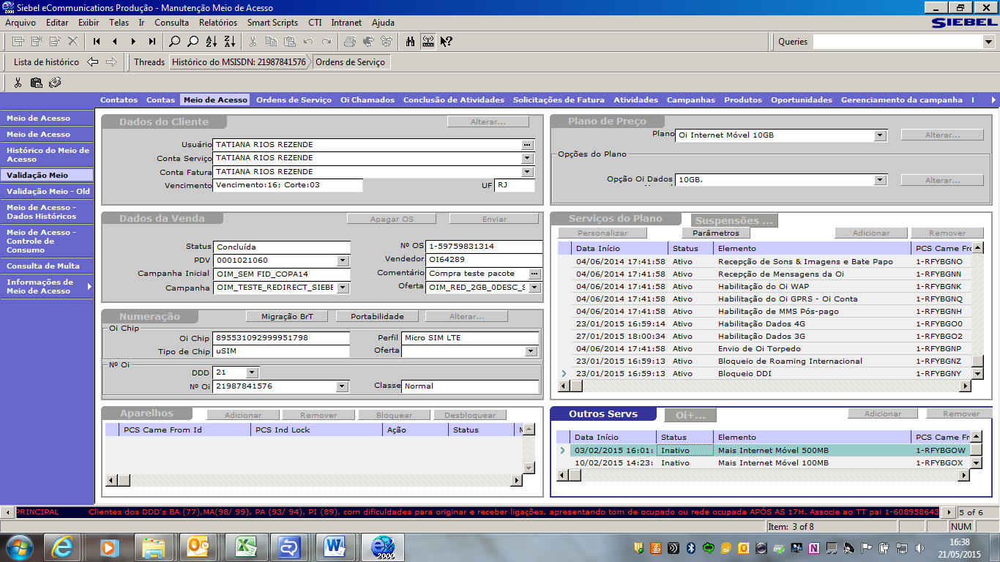 Siebel eCommunications Produção - Manutenção Meio de Acesso
Arquivo Editar Exibir Telas Ir Consulta Relatórios Smart Scripts CTI Intranet Ajuda
SIEBEL
Queries
Lista de histórico Threads Histórico do MSISDN: 21987841576 Ordens de Serviço
Contatos Contas Meio de Acesso Ordens de Serviço Oi Chamados Conclusão de Atividades Solicitações de Fatura Atividades Campanhas Produtos Oportunidades Gerenciamento da campanha
Meio de Acesso
Meio de Acesso
Histórico do Meio de
Acesso
Validação Meio
Validação Meio - Old
Meio de Acesso -
Dados Históricos
Meio de Acesso -
Controle de
Consumo
Consulta de Multa
Informações de
Meio de Acesso
Dados do Cliente Alterar...
Usuário TATIANA RIOS REZENDE
Conta Serviço TATIANA RIOS REZENDE
Conta Fatura TATIANA RIOS REZENDE
Vencimento Vencimento:16; Corte:03 UF RJ
Plano de Preço
Plano Oi Internet Móvel 10GB Alterar...
Opções do Plano
Opção Oi Dados 10GB. Alterar...
Dados da Venda Apagar OS Enviar
Status Concluída Nº OS 1-59759831314
PDV 0001021060 Vendedor OI64289
Campanha Inicial OIM_SEM FID_COPA14 Comentário Compra teste pacote
Campanha OIM_TESTE_REDIRECT_SIEBE Oferta OIM_RED_2GB_0DESC_S
Serviços do Plano Suspensões ...
Personalizar Parâmetros Adicionar Remover
Data Início Status Elemento PCS Came Fro
04/06/2014 17:41:58 Ativo Recepção de Sons & Imagens e Bate Papo 1-RFYBGNO
04/06/2014 17:41:58 Ativo Recepção de Mensagens da Oi 1-RFYBGNN
04/06/2014 17:41:58 Ativo Habilitação do Oi WAP 1-RFYBGNK
04/06/2014 17:41:58 Ativo Habilitação do Oi GPRS - Oi Conta 1-RFYBGNQ
04/06/2014 17:41:58 Ativo Habilitação de MMS Pós-pago 1-RFYBGNH
23/01/2015 16:59:14 Ativo Habilitação Dados 4G 1-RFYBGO0
27/01/2015 18:00:34 Ativo Habilitação Dados 3G 1-RFYBGO2
04/06/2014 17:41:58 Ativo Envio de Oi Torpedo 1-RFYBGNP
23/01/2015 16:59:13 Ativo Bloqueio de Roaming Internacional 1-RFYBGNZ
23/01/2015 16:59:13 Ativo Bloqueio DDI 1-RFYBGNY
Numeração Migração BrT Portabilidade Alterar...
Oi Chip
Oi Chip 895531092999951798 Perfil Micro SIM LTE
Tipo de Chip uSIM Oferta
Nº Oi
DDD 21
Nº Oi 21987841576 Classe Normal
Aparelhos Adicionar Remover Bloquear Desbloquear
PCS Came From Id PCS Ind Lock Ação Status
Outros Servs Oi+... Adicionar Remover
Data Início Status Elemento PCS Came Fr
03/02/2015 16:01: Inativo Mais Internet Móvel 500MB 1-RFYBGOW
10/02/2015 14:23: Inativo Mais Internet Móvel 100MB 1-RFYBGOX
PRINCIPAL Clientes dos DDD's BA (77),MA(98/ 99), PA (93/ 94), PI (89), com dificuldades para originar e receber ligações, apresentando tom de ocupado ou rede ocupada APÓS AS 17H. Associe ao TT pai 1-608958643 5 of 6
Item: 3 of 8 NUM
16:38
21/05/2015